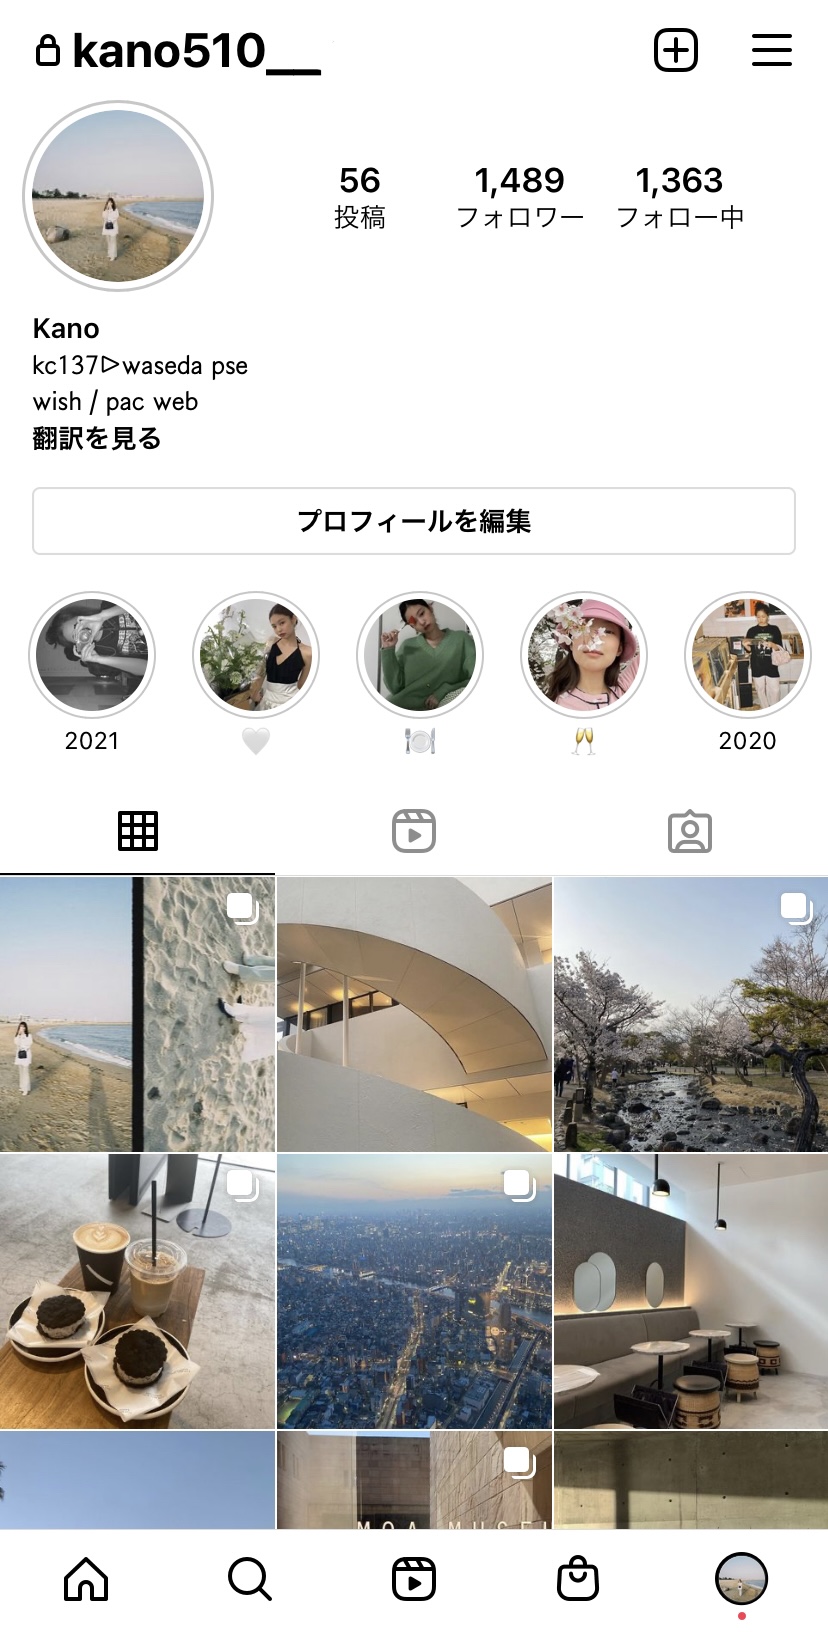 kano510__
56
投稿
1,489
フォロワー
1,363
フォロー中
Kano
kc137▷waseda pse
wish / pac web
翻訳を見る
プロフィールを編集
2021
2020
MOA MUSEU